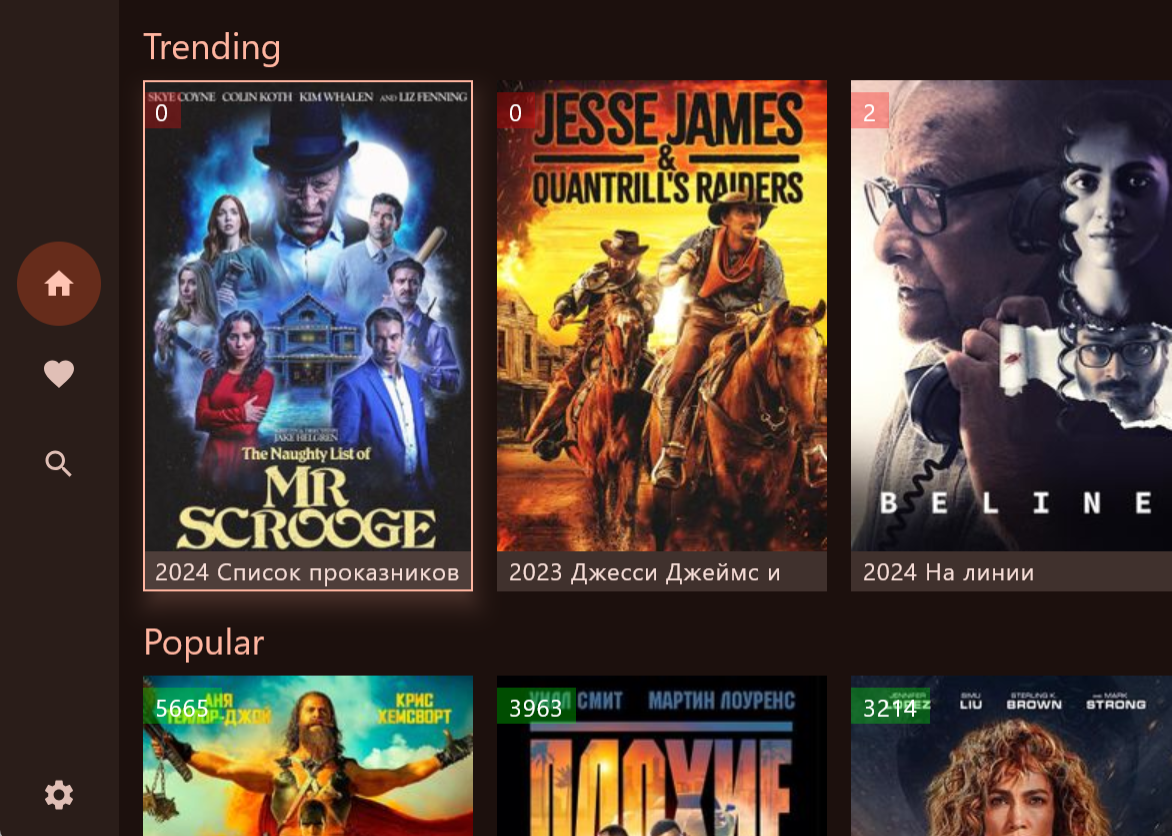 Trending
SKYE COYNE COLIN KOTH KIM WHALEN AND LIZ FENNING
0
JAKE HELGREN
The Naughty List of
MR
SCROOGE
2024 Список проказников
0
JESSE JAMES
&
QUANTRILL'S RAIDERS
2023 Джесси Джеймс и
2
BELINE
2024 На линии
Popular
5665
АНЯ
ТЕЙЛОР-ДЖОЙ
КРИС
ХЕМСВОРТ
3963
УИЛЛ СМИТ МАРТИН ЛОУРЕНС
ПЛОХИЕ
3214
JENNIFER
LOPEZ
SIMU
LIU
STERLING K.
BROWN
AND MARK
STRONG